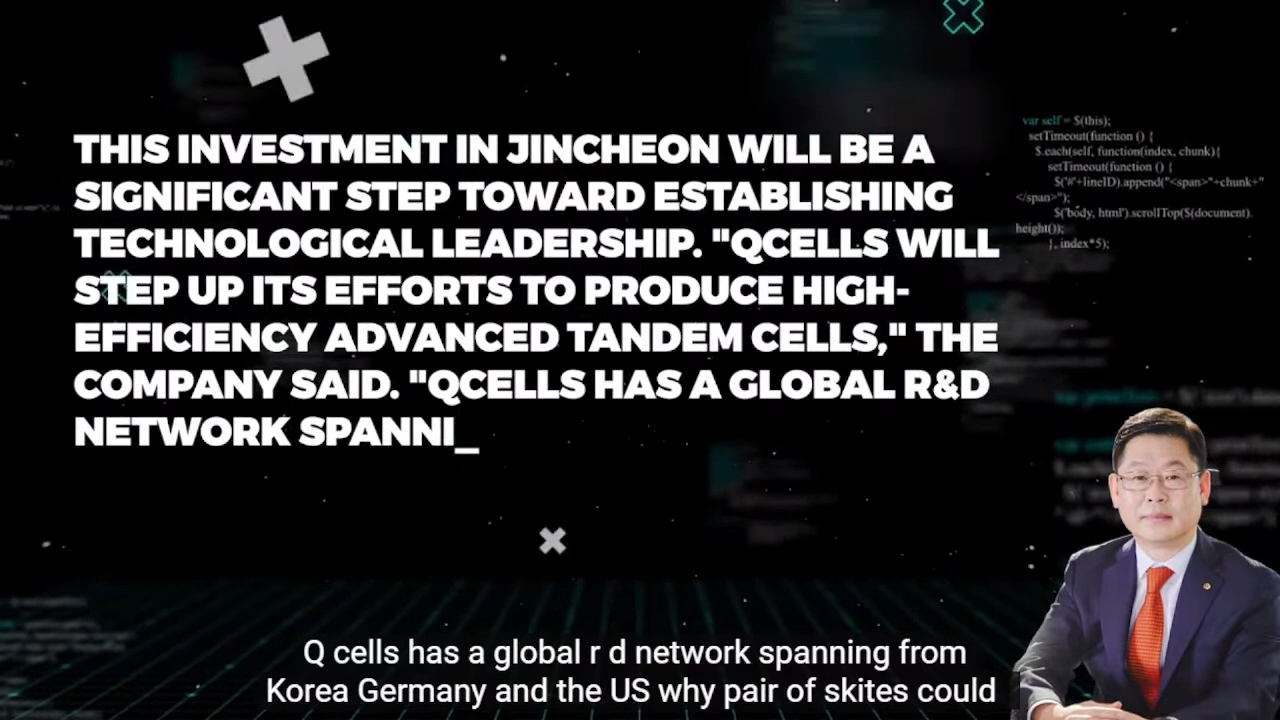 THIS INVESTMENT IN JINCHEON WILL BE A
SIGNIFICANT STEP TOWARD ESTABLISHING
TECHNOLOGICAL LEADERSHIP. "QCELLS WILL
STEP UP ITS EFFORTS TO PRODUCE HIGH-
EFFICIENCY ADVANCED TANDEM CELLS," THE
COMPANY SAID. "QCELLS HAS A GLOBAL R&D
NETWORK SPANNI_
var self = $(this);
setTimeout(function () {
$.each(self, function(index, chunk){
setTimeout(function () {
$("#"+lineID).append("<span>"+chunk+"
</span>");
$('body, html').scrollTop($(document).
height());
}, index*5);
Q cells has a global r d network spanning from
Korea Germany and the US why pair of skites could